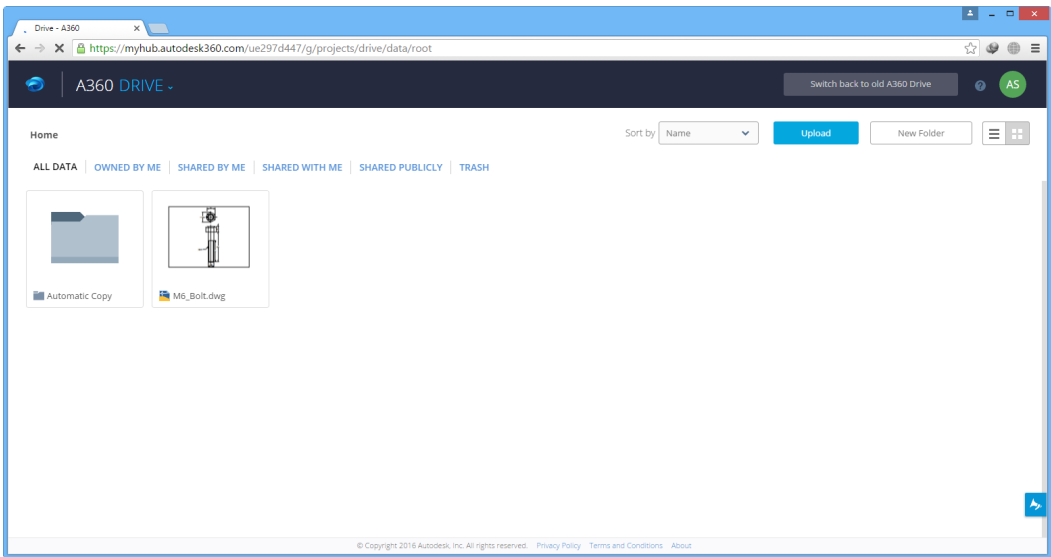 Drive - A360
https://myhub.autodesk360.com/ue297d447/g/projects/drive/data/root
A360 DRIVE
Switch back to old A360 Drive
AS
Home
Sort by Name
Upload
New Folder
ALL DATA OWNED BY ME SHARED BY ME SHARED WITH ME SHARED PUBLICLY TRASH
Automatic Copy
M6_Bolt.dwg
© Copyright 2016 Autodesk, Inc. All rights reserved. Privacy Policy Terms and Conditions About